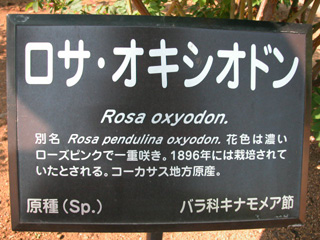 ロサ・オキシオドン
Rosa oxyodon.
別名 Rosa pendulina oxyodon. 花色は濃い
ローズピンクで一重咲き。1896年には栽培されて
いたとされる。コーカサス地方原産。
原種(Sp.) バラ科キナモメア節